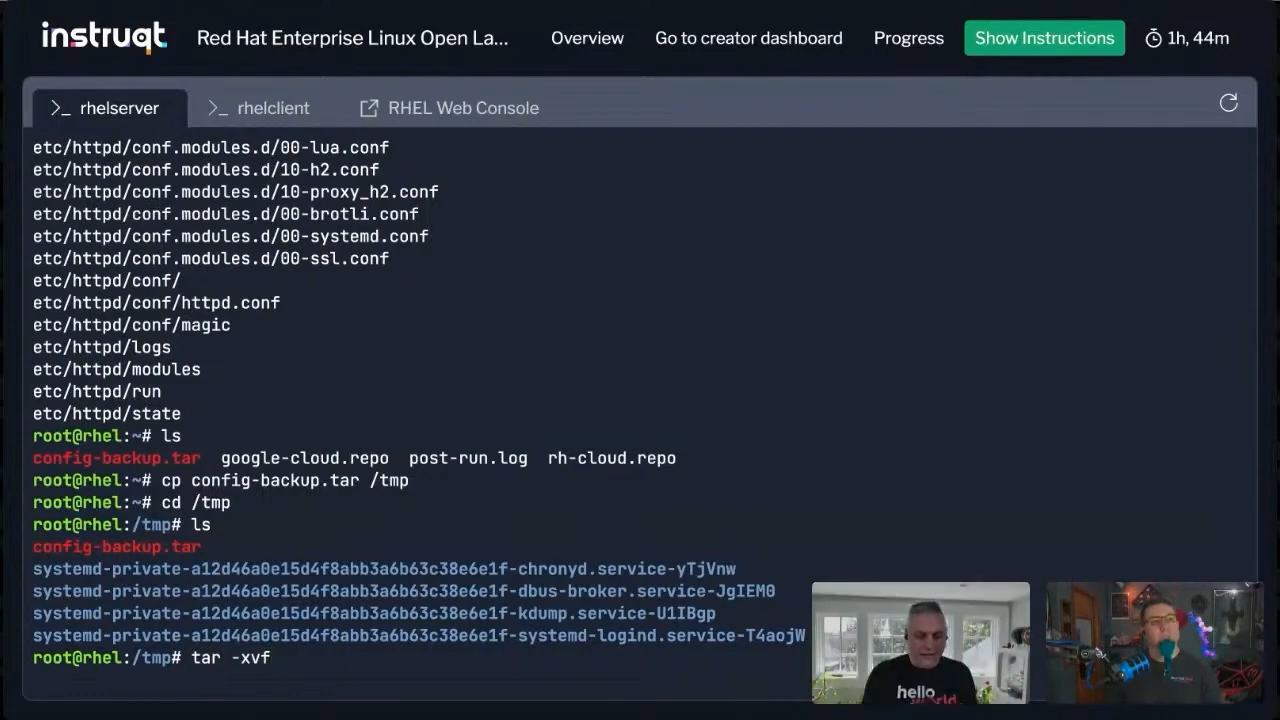 instruqt Red Hat Enterprise Linux Open La... Overview Go to creator dashboard Progress Show Instructions 1h, 44m
>_ rhelserver >_ rhelclient RHEL Web Console
etc/httpd/conf.modules.d/00-lua.conf
etc/httpd/conf.modules.d/10-h2.conf
etc/httpd/conf.modules.d/10-proxy_h2.conf
etc/httpd/conf.modules.d/00-brotli.conf
etc/httpd/conf.modules.d/00-systemd.conf
etc/httpd/conf.modules.d/00-ssl.conf
etc/httpd/conf/
etc/httpd/conf/httpd.conf
etc/httpd/conf/magic
etc/httpd/logs
etc/httpd/modules
etc/httpd/run
etc/httpd/state
root@rhel:~# ls
config-backup.tar google-cloud.repo post-run.log rh-cloud.repo
root@rhel:~# cp config-backup.tar /tmp
root@rhel:~# cd /tmp
root@rhel:/tmp# ls
config-backup.tar
systemd-private-a12d46a0e15d4f8abb3a6b63c38e6e1f-chronyd.service-yTjVnw
systemd-private-a12d46a0e15d4f8abb3a6b63c38e6e1f-dbus-broker.service-JgIEM0
systemd-private-a12d46a0e15d4f8abb3a6b63c38e6e1f-kdump.service-U1IBgp
systemd-private-a12d46a0e15d4f8abb3a6b63c38e6e1f-systemd-logind.service-T4aojW
root@rhel:/tmp# tar -xvf
hello
world